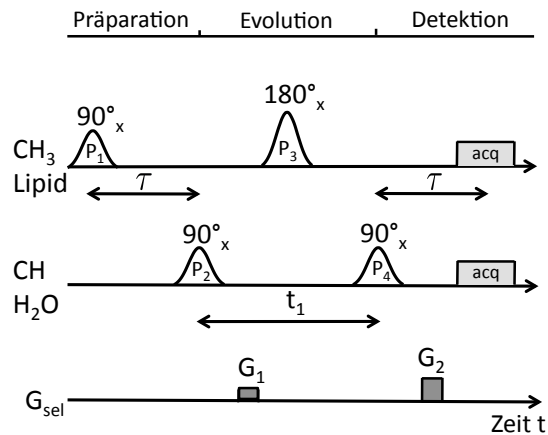 Präparation Evolution Detektion
90°x 180°x
P1 P3 acq
CH3
Lipid
τ τ
90°x 90°x
P2 P4 acq
CH
H2O
t1
G1 G2
Gsel
Zeit t